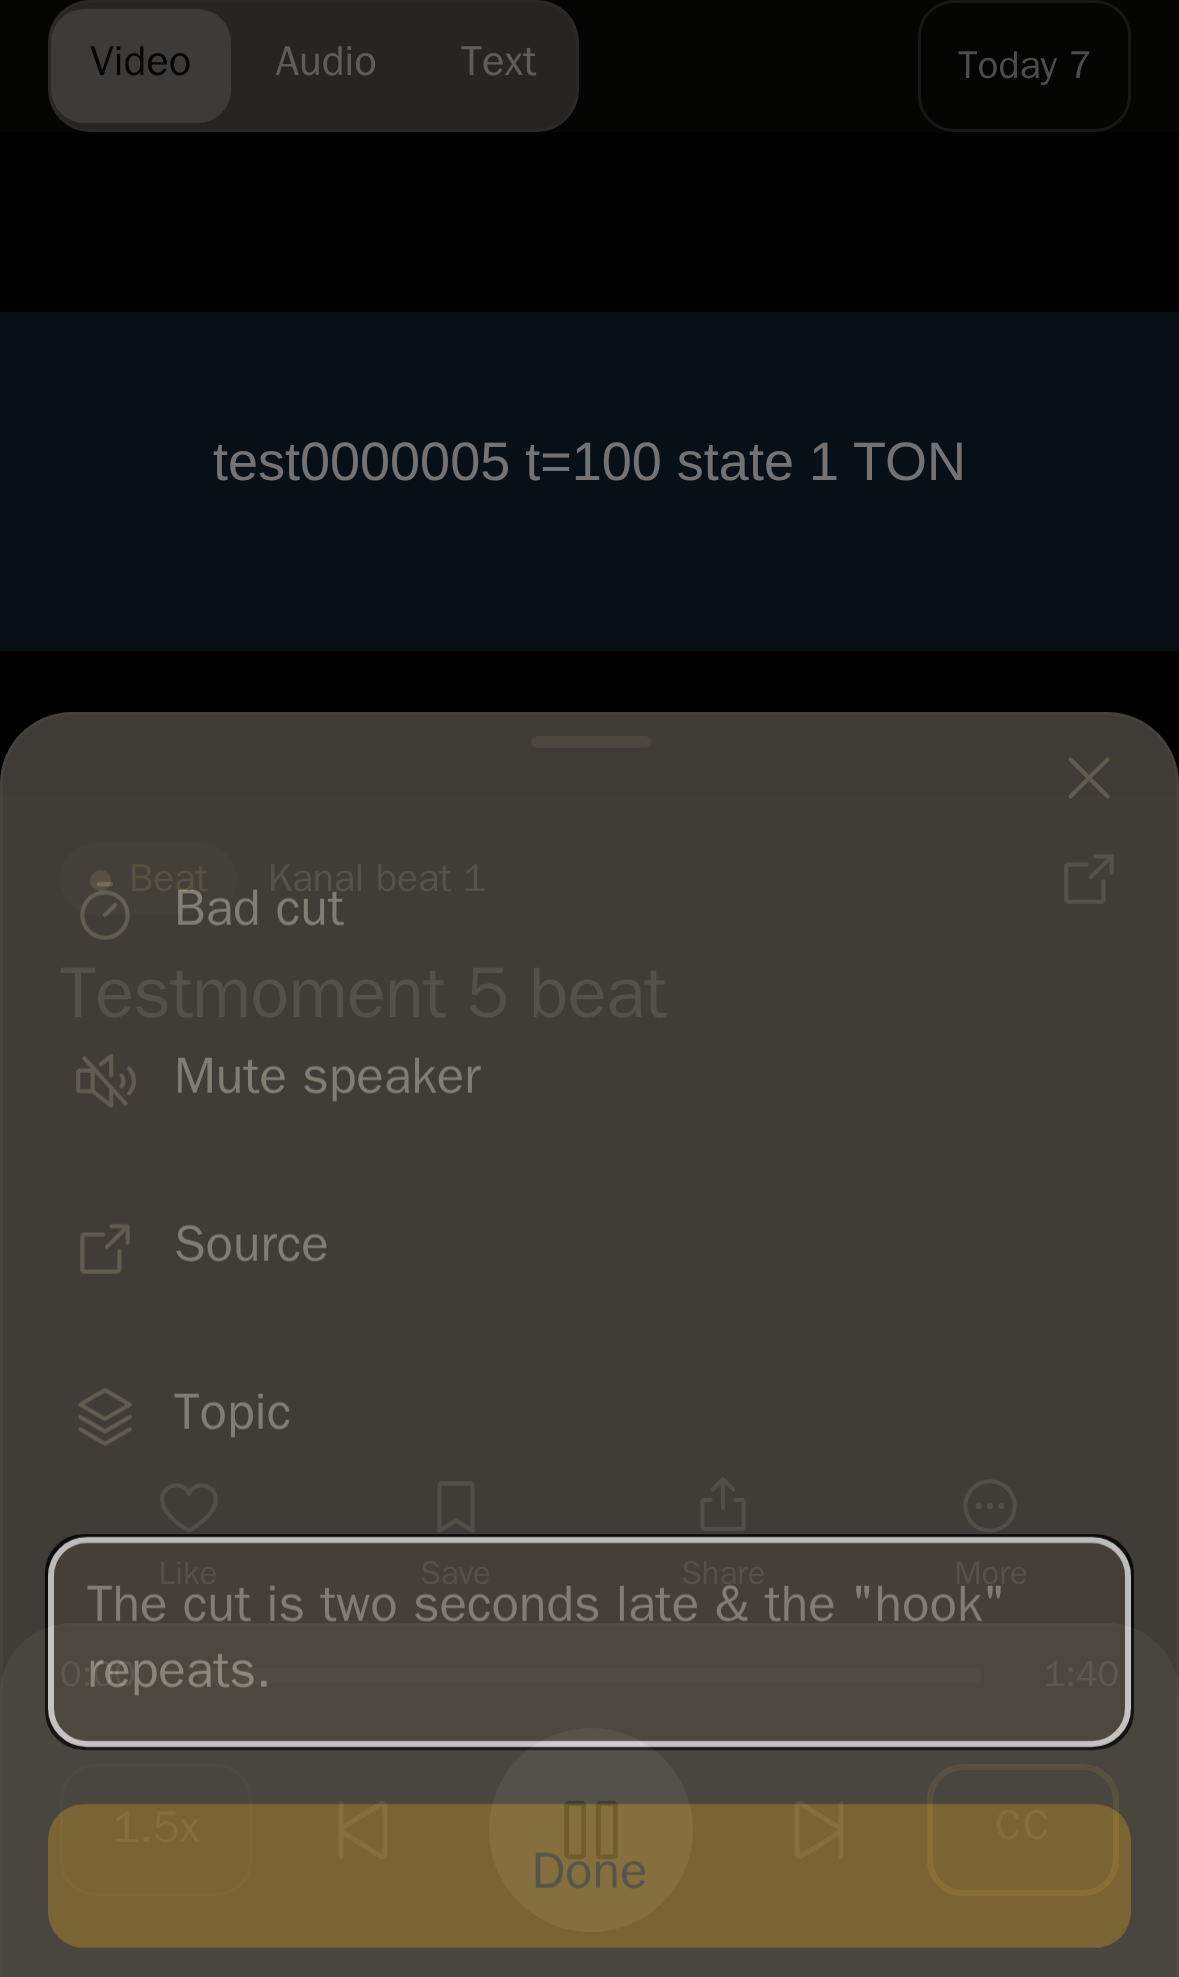 Video Audio Text Today 7
test0000005 t=100 state 1 TON
Beat Kanal beat 1
Bad cut
Testmoment 5 beat
Mute speaker
Source
Topic
Like Save Share More
The cut is two seconds late & the "hook"
repeats.
1:40
1.5x CC
Done